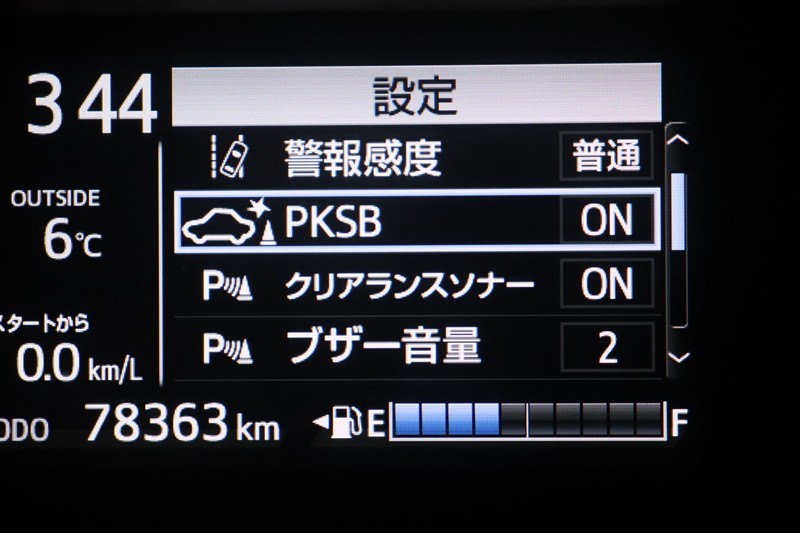 3 44
設定
警報感度 普通
OUTSIDE
6℃
PKSB ON
P クリアランスソナー ON
スタートから
0.0 km/L
P ブザー音量 2
ODO 78363 km
E F